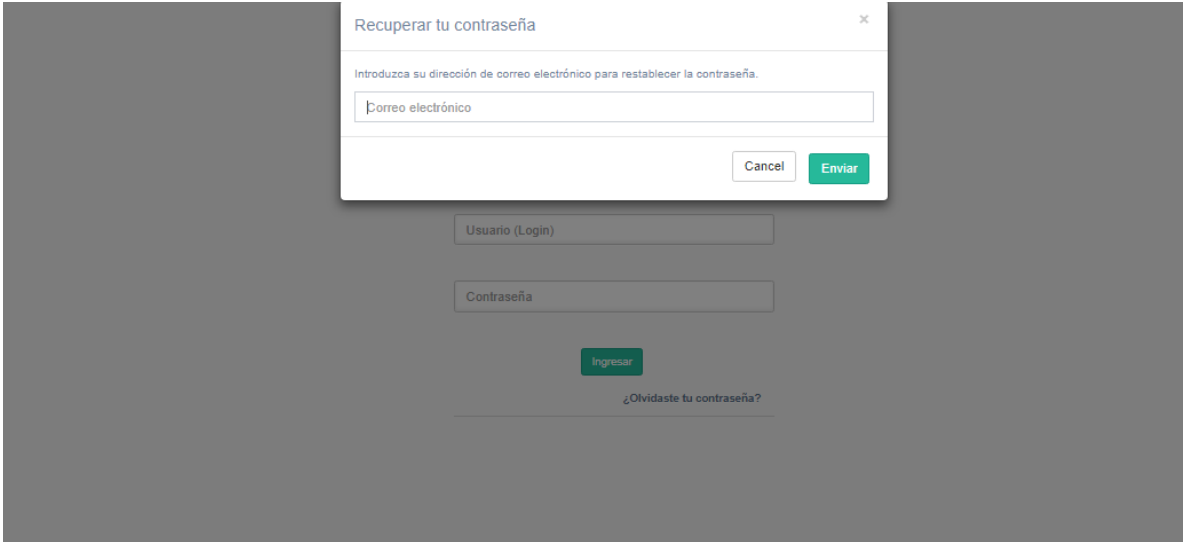 Recuperar tu contraseña ×
Introduzca su dirección de correo electrónico para restablecer la contraseña.
Correo electrónico
Cancel Enviar
Usuario (Login)
Contraseña
Ingresar
¿Olvidaste tu contraseña?